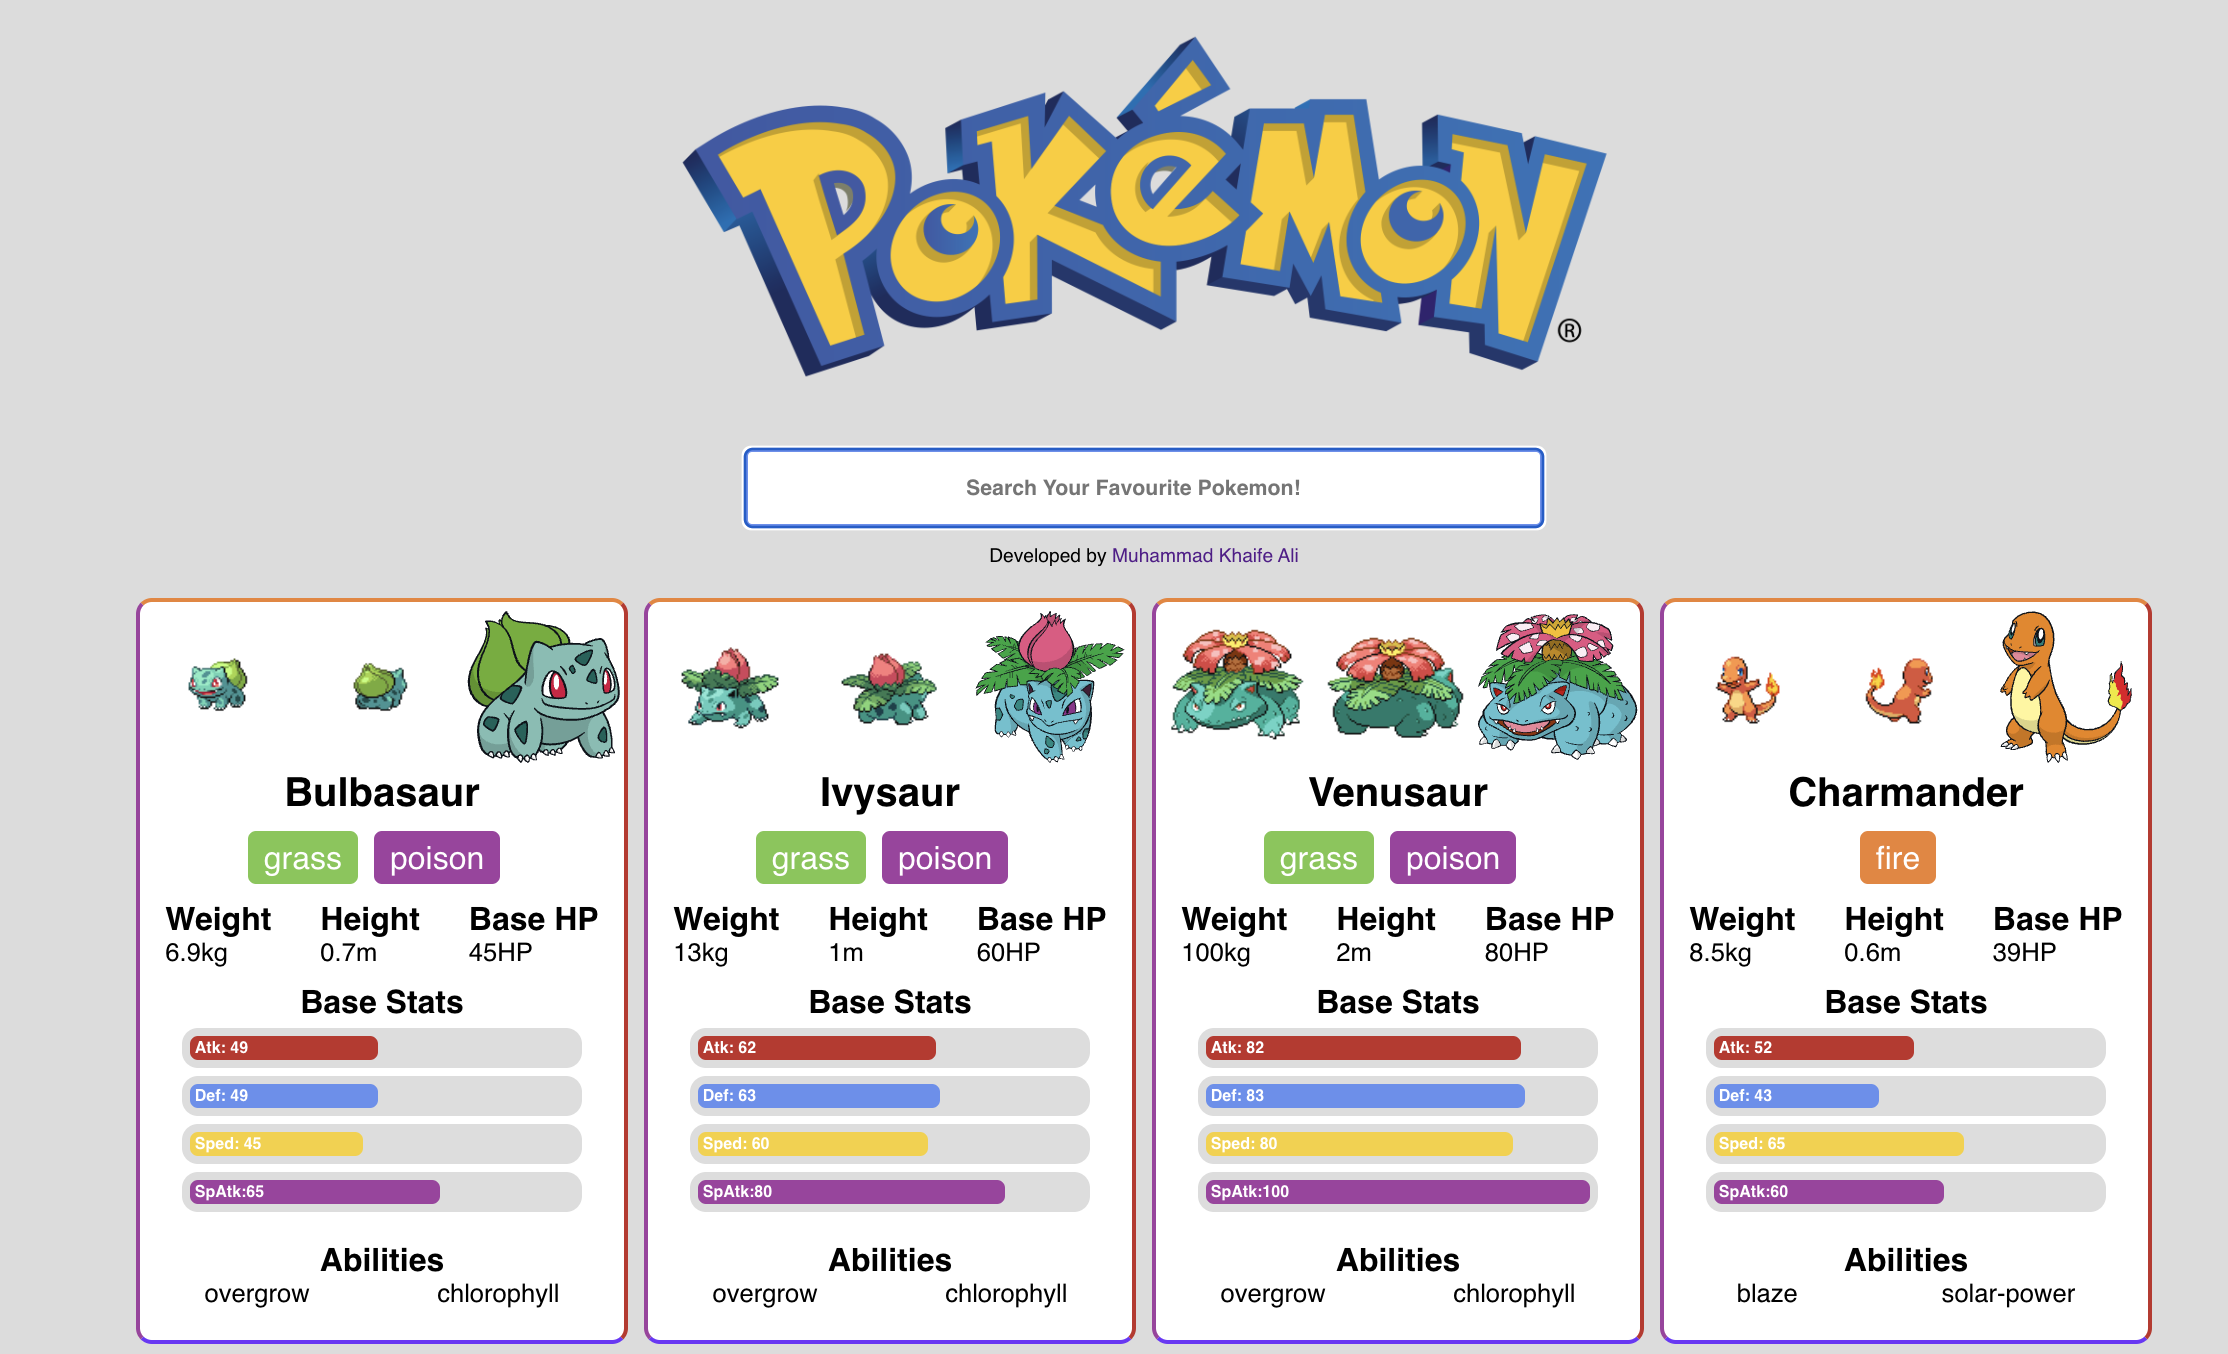 POKéMON
®
Search Your Favourite Pokemon!
Developed by Muhammad Khaife Ali
Bulbasaur
grass poison
Weight Height Base HP
6.9kg 0.7m 45HP
Base Stats
Atk: 49
Def: 49
Sped: 45
SpAtk:65
Abilities
overgrow chlorophyll
Ivysaur
grass poison
Weight Height Base HP
13kg 1m 60HP
Base Stats
Atk: 62
Def: 63
Sped: 60
SpAtk:80
Abilities
overgrow chlorophyll
Venusaur
grass poison
Weight Height Base HP
100kg 2m 80HP
Base Stats
Atk: 82
Def: 83
Sped: 80
SpAtk:100
Abilities
overgrow chlorophyll
Charmander
fire
Weight Height Base HP
8.5kg 0.6m 39HP
Base Stats
Atk: 52
Def: 43
Sped: 65
SpAtk:60
Abilities
blaze solar-power